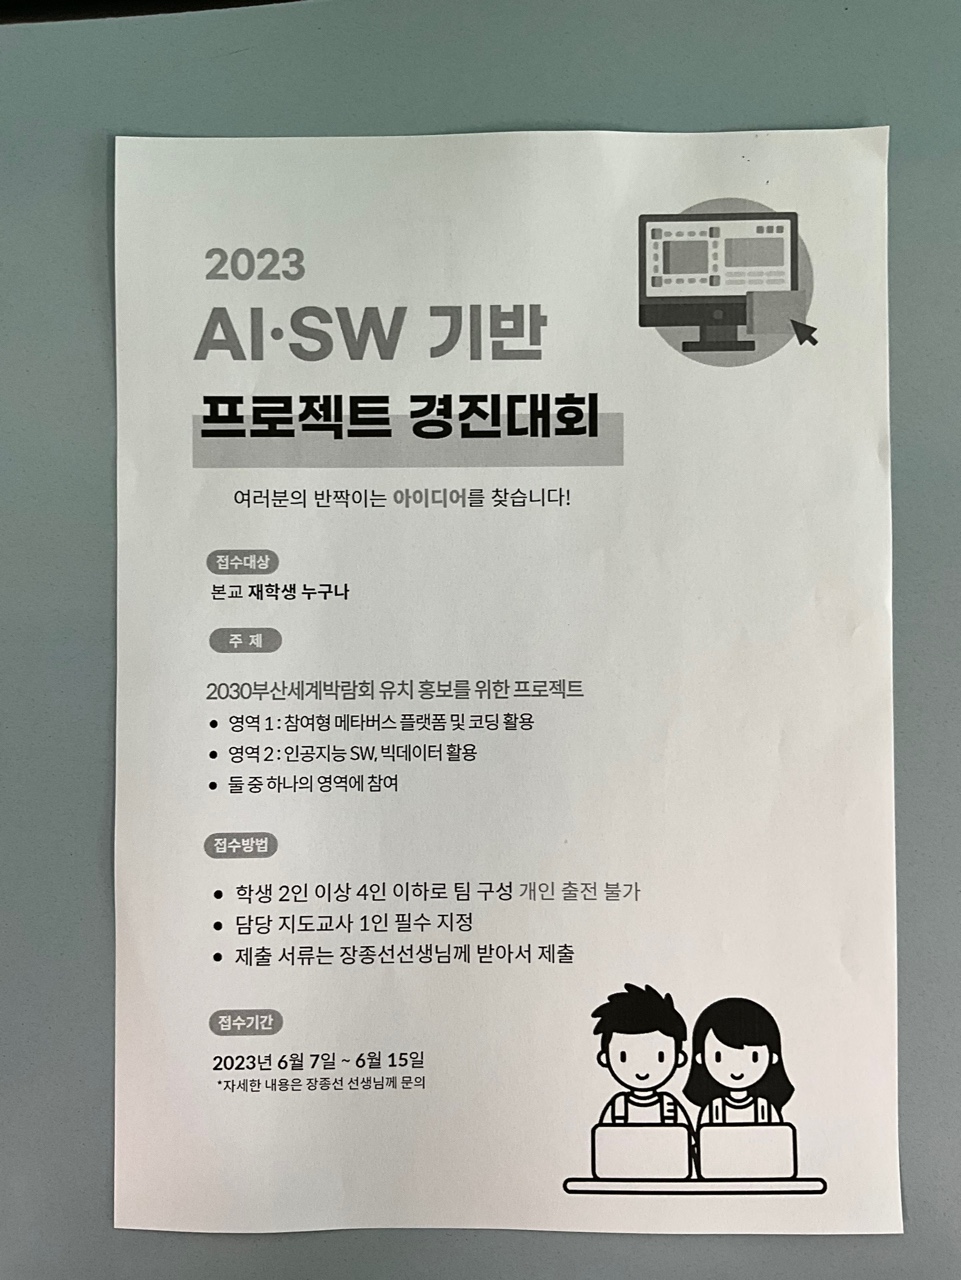 2023
AI·SW 기반
프로젝트 경진대회
여러분의 반짝이는 아이디어를 찾습니다!
접수대상
본교 재학생 누구나
주 제
2030부산세계박람회 유치 홍보를 위한 프로젝트
• 영역 1 : 참여형 메타버스 플랫폼 및 코딩 활용
• 영역 2 : 인공지능 SW, 빅데이터 활용
• 둘 중 하나의 영역에 참여
접수방법
• 학생 2인 이상 4인 이하로 팀 구성 개인 출전 불가
• 담당 지도교사 1인 필수 지정
• 제출 서류는 장종선선생님께 받아서 제출
접수기간
2023년 6월 7일 ~ 6월 15일
*자세한 내용은 장종선 선생님께 문의